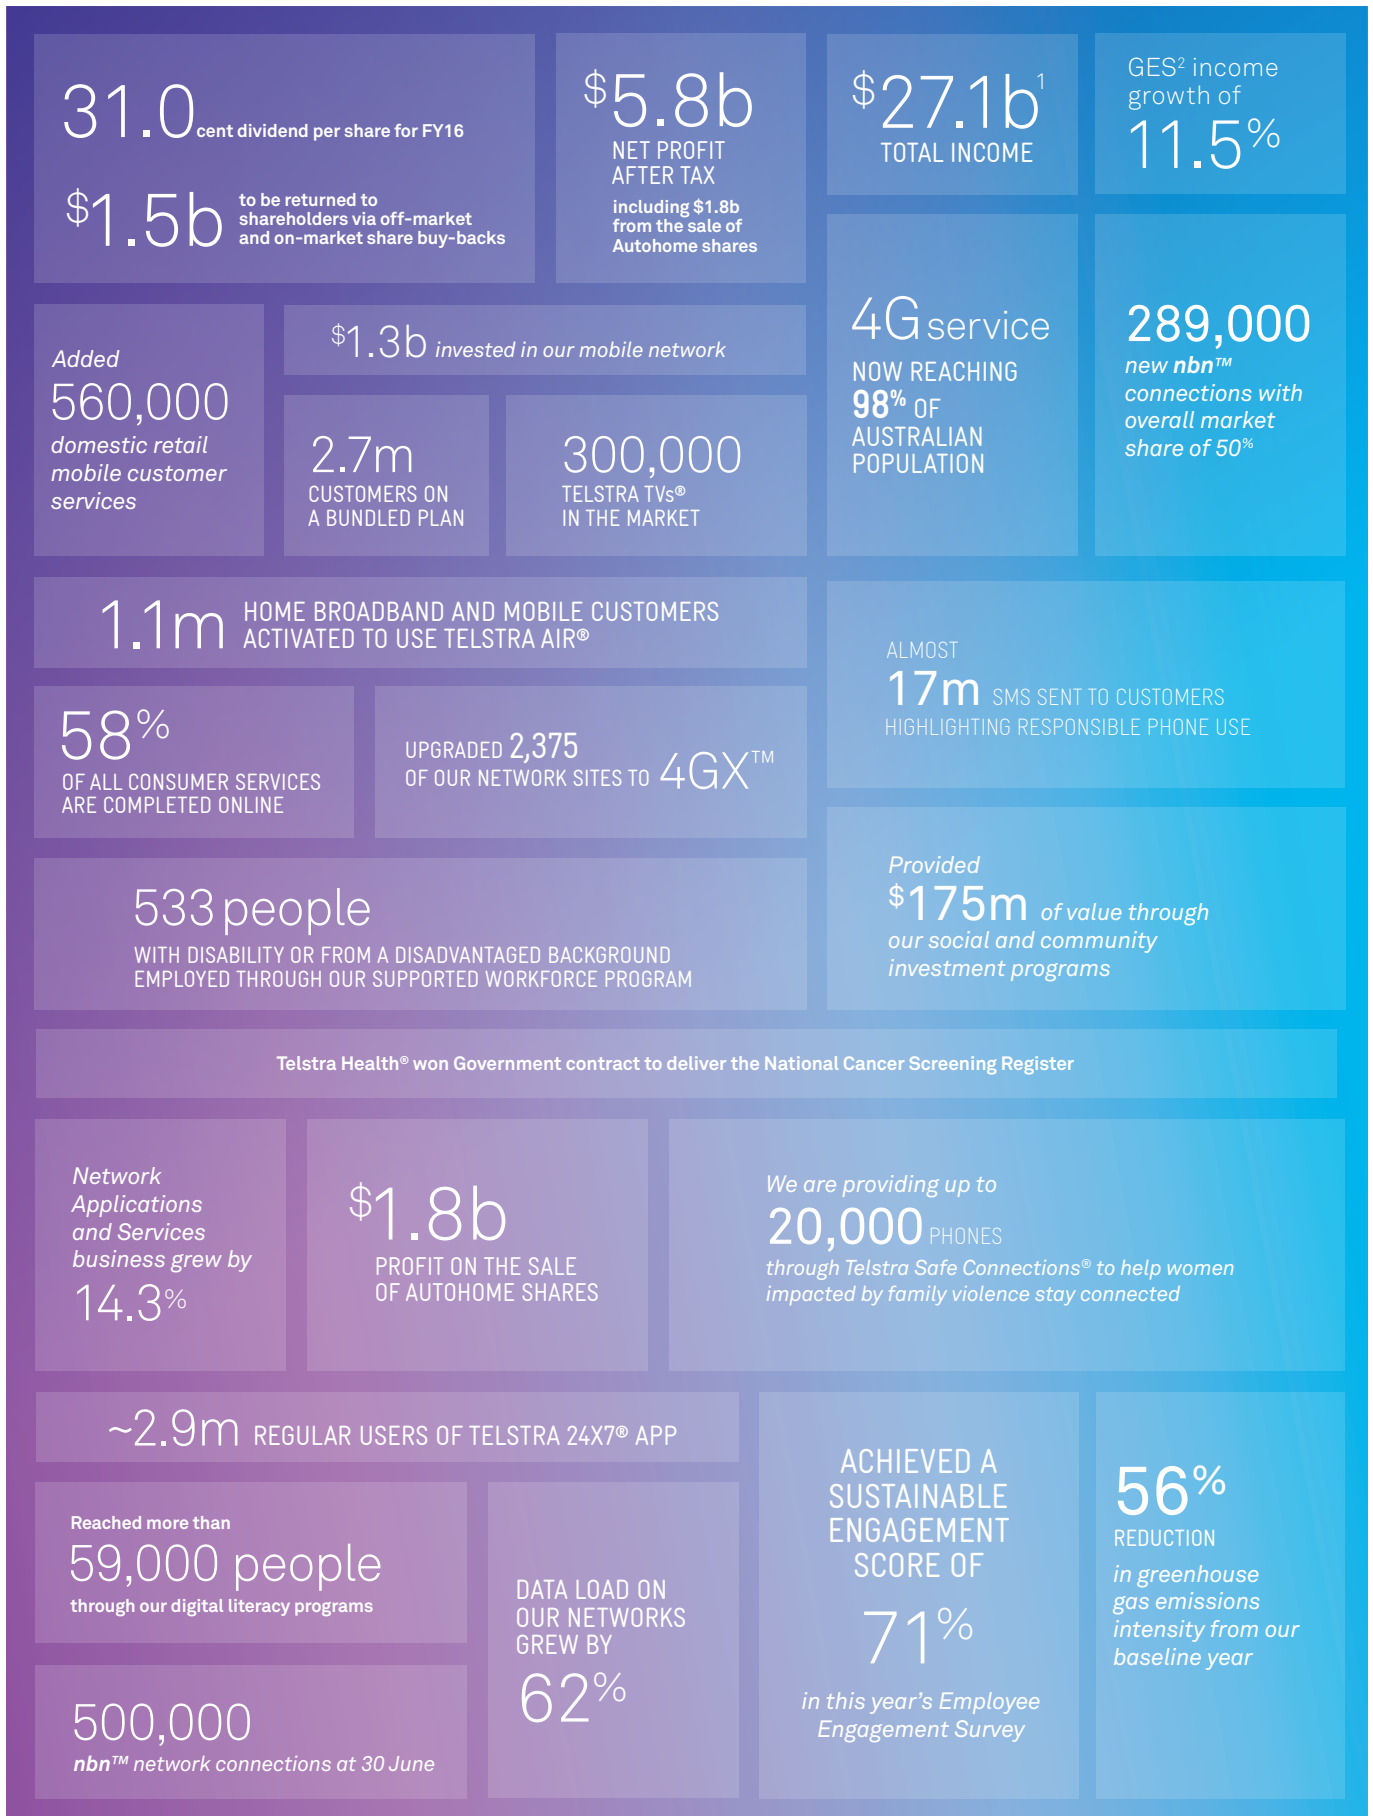 31.0 cent dividend per share for FY16
$1.5b to be returned to
shareholders via off-market
and on-market share buy-backs
$5.8b
NET PROFIT
AFTER TAX
including $1.8b
from the sale of
Autohome shares
$27.1b¹
TOTAL INCOME
GES² income
growth of
11.5%
Added
560,000
domestic retail
mobile customer
services
$1.3b invested in our mobile network
2.7m
CUSTOMERS ON
A BUNDLED PLAN
300,000
TELSTRA TVs®
IN THE MARKET
4G service
NOW REACHING
98% OF
AUSTRALIAN
POPULATION
289,000
new nbn™
connections with
overall market
share of 50%
1.1m HOME BROADBAND AND MOBILE CUSTOMERS
ACTIVATED TO USE TELSTRA AIR®
58%
OF ALL CONSUMER SERVICES
ARE COMPLETED ONLINE
UPGRADED 2,375
OF OUR NETWORK SITES TO 4GX™
ALMOST
17m SMS SENT TO CUSTOMERS
HIGHLIGHTING RESPONSIBLE PHONE USE
533 people
WITH DISABILITY OR FROM A DISADVANTAGED BACKGROUND
EMPLOYED THROUGH OUR SUPPORTED WORKFORCE PROGRAM
Provided
$175m of value through
our social and community
investment programs
Telstra Health® won Government contract to deliver the National Cancer Screening Register
Network
Applications
and Services
business grew by
14.3%
$1.8b
PROFIT ON THE SALE
OF AUTOHOME SHARES
We are providing up to
20,000 PHONES
through Telstra Safe Connections® to help women
impacted by family violence stay connected
~2.9m REGULAR USERS OF TELSTRA 24X7® APP
Reached more than
59,000 people
through our digital literacy programs
500,000
nbn™ network connections at 30 June
DATA LOAD ON
OUR NETWORKS
GREW BY
62%
ACHIEVED A
SUSTAINABLE
ENGAGEMENT
SCORE OF
71%
in this year's Employee
Engagement Survey
56%
REDUCTION
in greenhouse
gas emissions
intensity from our
baseline year